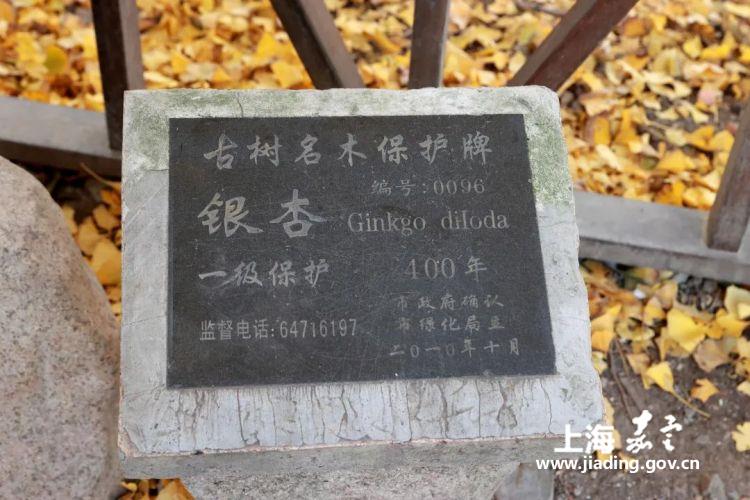 古树名木保护牌
编号:0096
银杏 Ginkgo diloda
一级保护 400年
市政府确认
监督电话:64716197
市绿化局立
二0一0年十月
上海嘉定
www.jiading.gov.cn